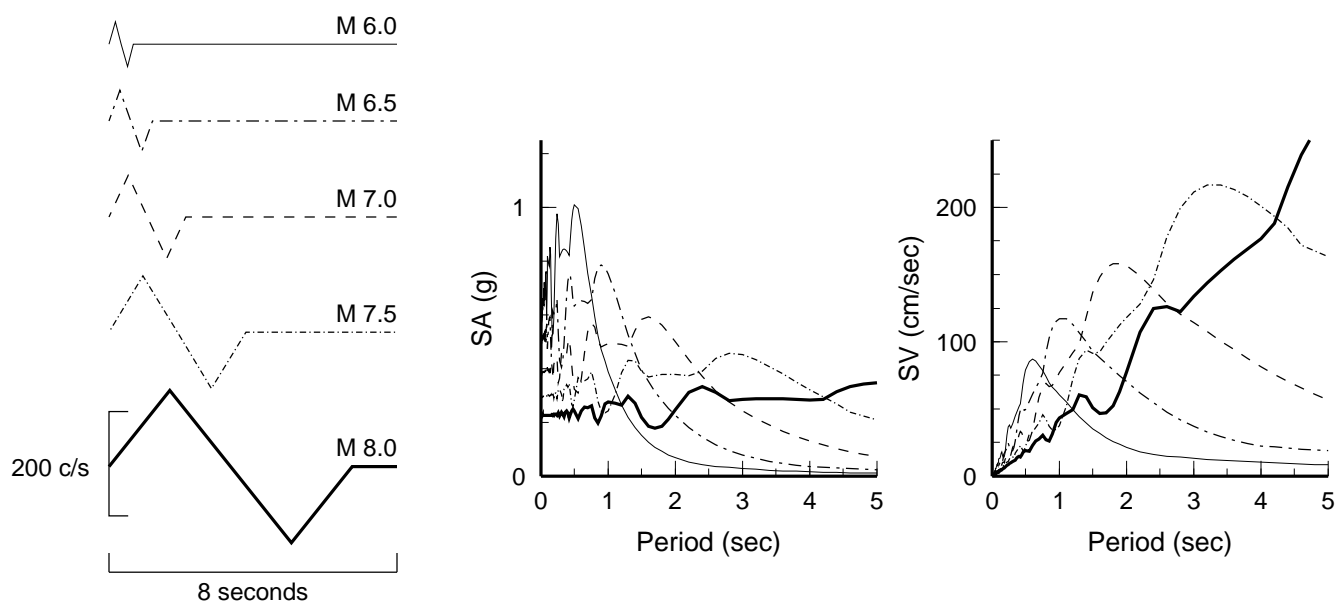 M 6.0
M 6.5
M 7.0
M 7.5
M 8.0
200 c/s
8 seconds
SA (g)
1
0
0 1 2 3 4 5
Period (sec)
SV (cm/sec)
200
100
0
0 1 2 3 4 5
Period (sec)